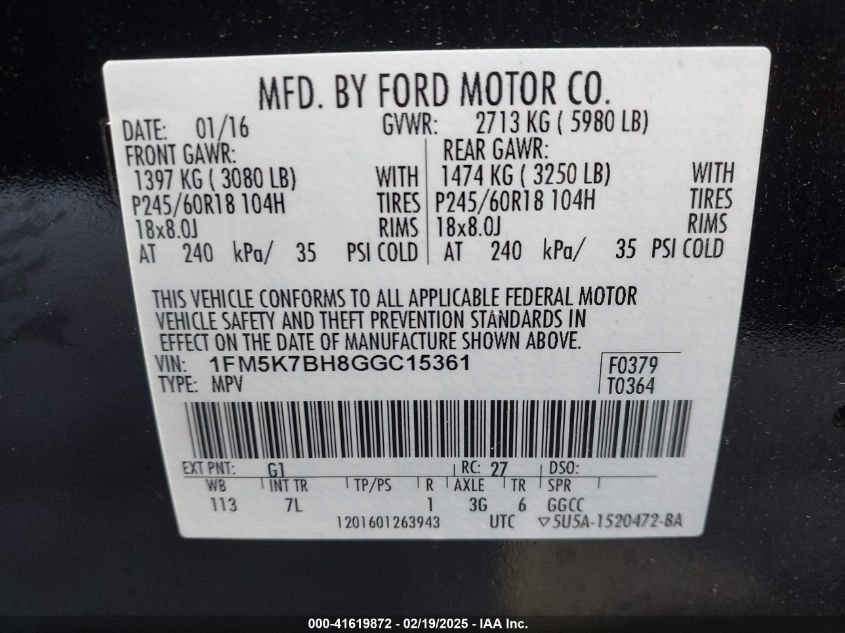 MFD. BY FORD MOTOR CO.
DATE: 01/16 GVWR: 2713 KG ( 5980 LB)
FRONT GAWR: REAR GAWR:
1397 KG ( 3080 LB) WITH 1474 KG ( 3250 LB) WITH
P245/60R18 104H TIRES P245/60R18 104H TIRES
18x8.0J RIMS 18x8.0J RIMS
AT 240 kPa/ 35 PSI COLD AT 240 kPa/ 35 PSI COLD
THIS VEHICLE CONFORMS TO ALL APPLICABLE FEDERAL MOTOR
VEHICLE SAFETY AND THEFT PREVENTION STANDARDS IN
EFFECT ON THE DATE OF MANUFACTURE SHOWN ABOVE.
VIN: 1FM5K7BH8GGC15361 F0379
TYPE: MPV T0364
EXT PNT: G1 RC: 27 DSO:
WB INT TR TP/PS R AXLE TR SPR
113 7L 1 3G 6 GGCC
1201601263943 UTC ▽5U5A-1520472-BA
000-41619872 - 02/19/2025 - IAA Inc.